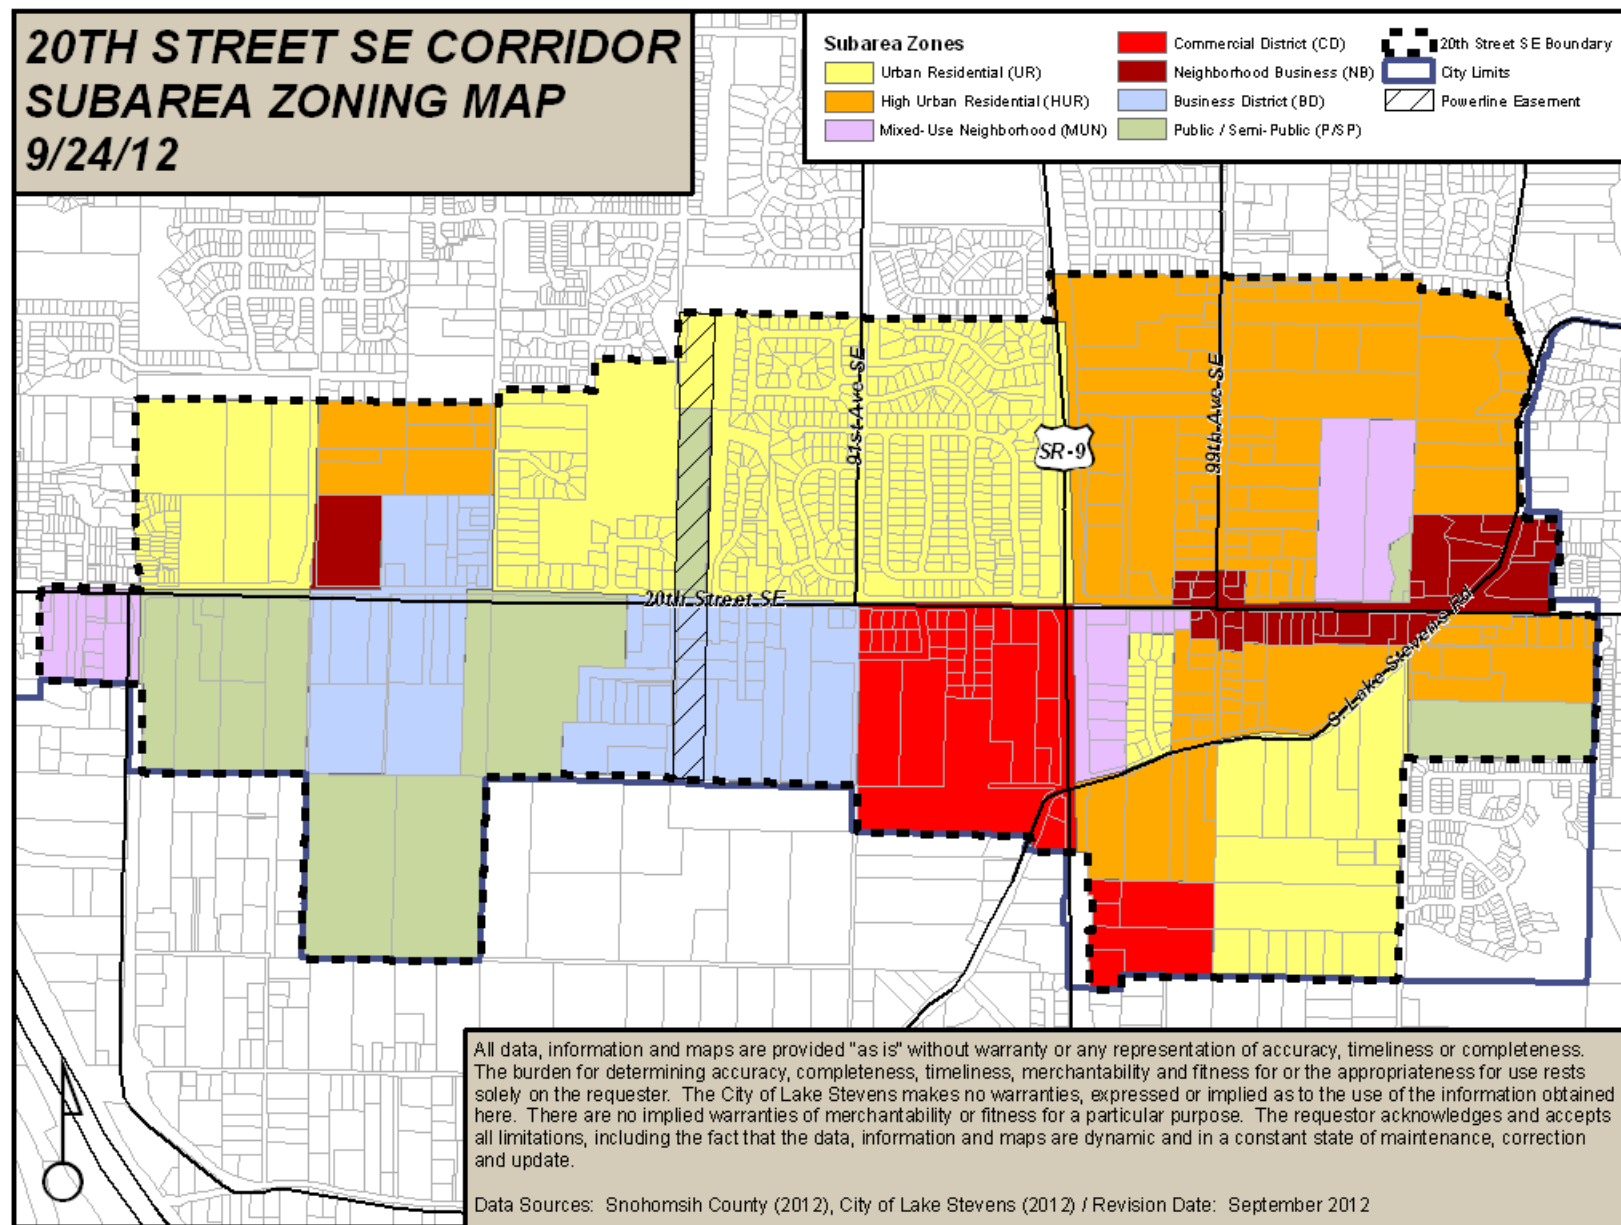 20TH STREET SE CORRIDOR
SUBAREA ZONING MAP
9/24/12
Subarea Zones
Urban Residential (UR)
High Urban Residential (HUR)
Mixed-Use Neighborhood (MUN)
Commercial District (CD)
Neighborhood Business (NB)
Business District (BD)
Public / Semi-Public (P/SP)
20th Street SE Boundary
City Limits
Powerline Easement
91st Ave SE
SR-9
99th Ave SE
20th Street SE
S. Lake Stevens Rd
All data, information and maps are provided "as is" without warranty or any representation of accuracy, timeliness or completeness.
The burden for determining accuracy, completeness, timeliness, merchantability and fitness for or the appropriateness for use rests
solely on the requester. The City of Lake Stevens makes no warranties, expressed or implied as to the use of the information obtained
here. There are no implied warranties of merchantability or fitness for a particular purpose. The requestor acknowledges and accepts
all limitations, including the fact that the data, information and maps are dynamic and in a constant state of maintenance, correction
and update.
Data Sources: Snohomsih County (2012), City of Lake Stevens (2012) / Revision Date: September 2012